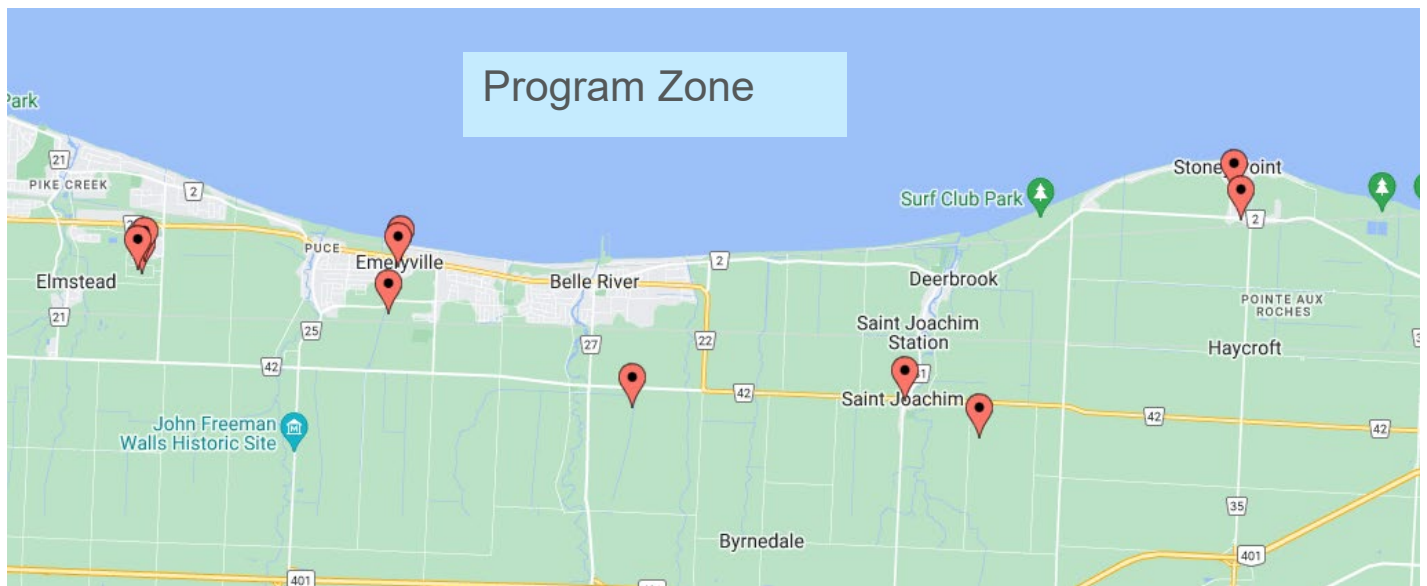 Program Zone
Park
21
PIKE CREEK
2
Elmstead
21
PUCE
Emeryville
25
42
John Freeman
Walls Historic Site
401
Belle River
27
2
22
42
Surf Club Park
Deerbrook
Saint Joachim
Station
Saint Joachim
42
Stoney Point
2
POINTE AUX
ROCHES
Haycroft
42
35
401
Byrnedale